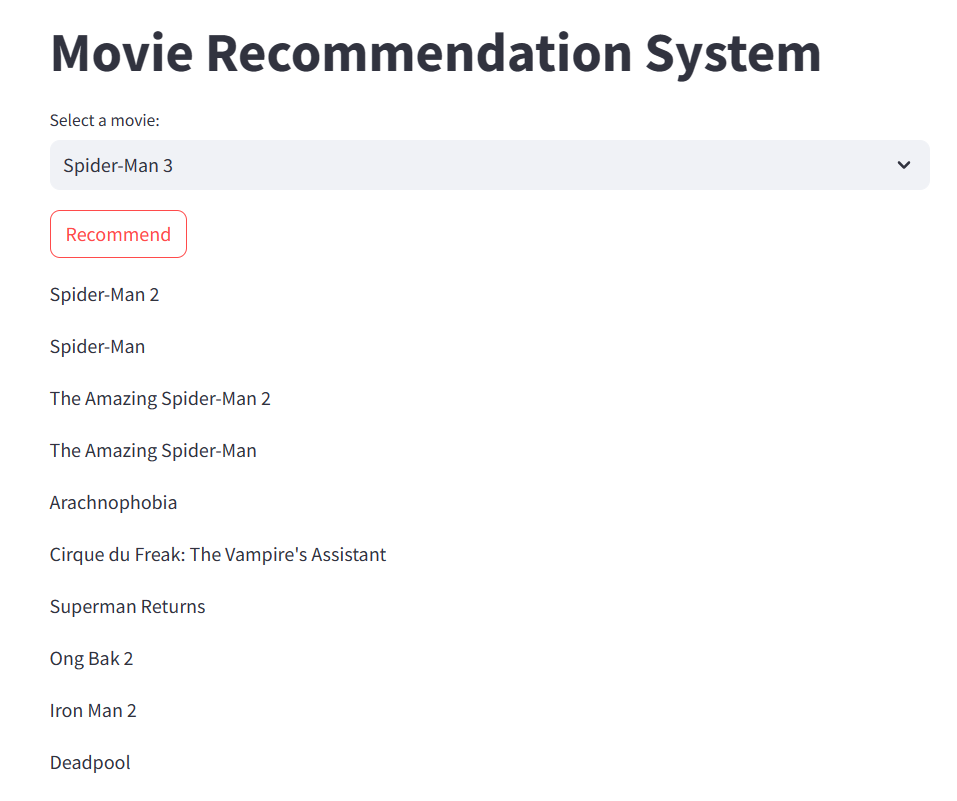 Movie Recommendation System
Select a movie:
Spider-Man 3
Recommend
Spider-Man 2
Spider-Man
The Amazing Spider-Man 2
The Amazing Spider-Man
Arachnophobia
Cirque du Freak: The Vampire's Assistant
Superman Returns
Ong Bak 2
Iron Man 2
Deadpool